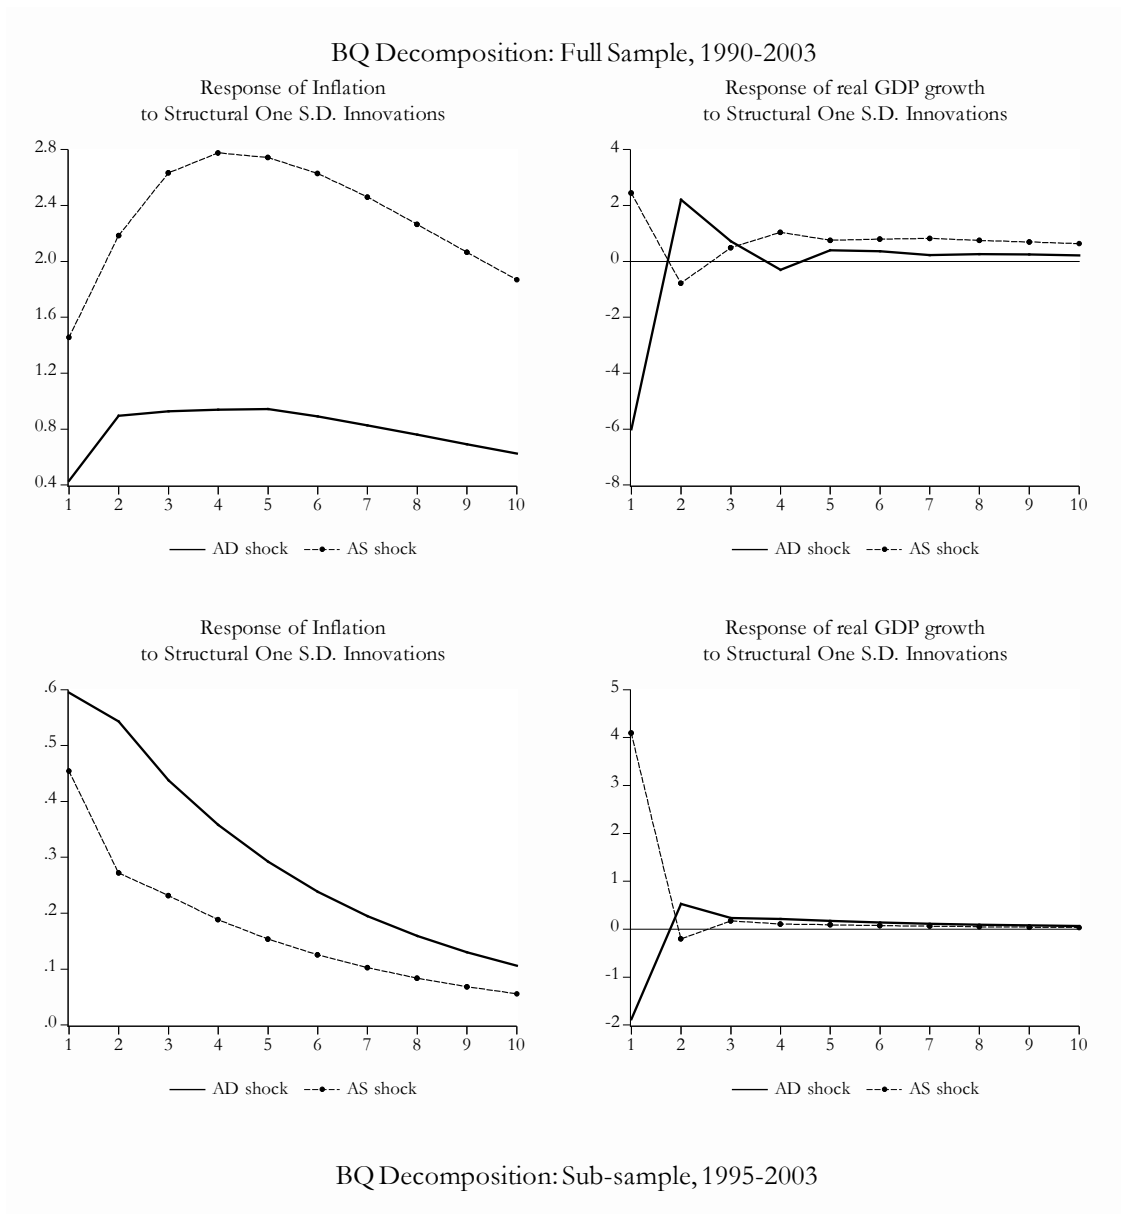 BQ Decomposition: Full Sample, 1990-2003
Response of Inflation
to Structural One S.D. Innovations
2.8
2.4
2.0
1.6
1.2
0.8
0.4
1 2 3 4 5 6 7 8 9 10
AD shock AS shock
Response of real GDP growth
to Structural One S.D. Innovations
4
2
0
-2
-4
-6
-8
1 2 3 4 5 6 7 8 9 10
AD shock AS shock
Response of Inflation
to Structural One S.D. Innovations
.6
.5
.4
.3
.2
.1
.0
1 2 3 4 5 6 7 8 9 10
AD shock AS shock
Response of real GDP growth
to Structural One S.D. Innovations
5
4
3
2
1
0
-1
-2
1 2 3 4 5 6 7 8 9 10
AD shock AS shock
BQ Decomposition: Sub-sample, 1995-2003